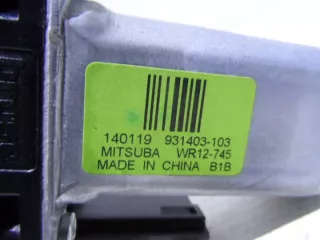 140119 931403-103
MITSUBA WR12-745
MADE IN CHINA B1B